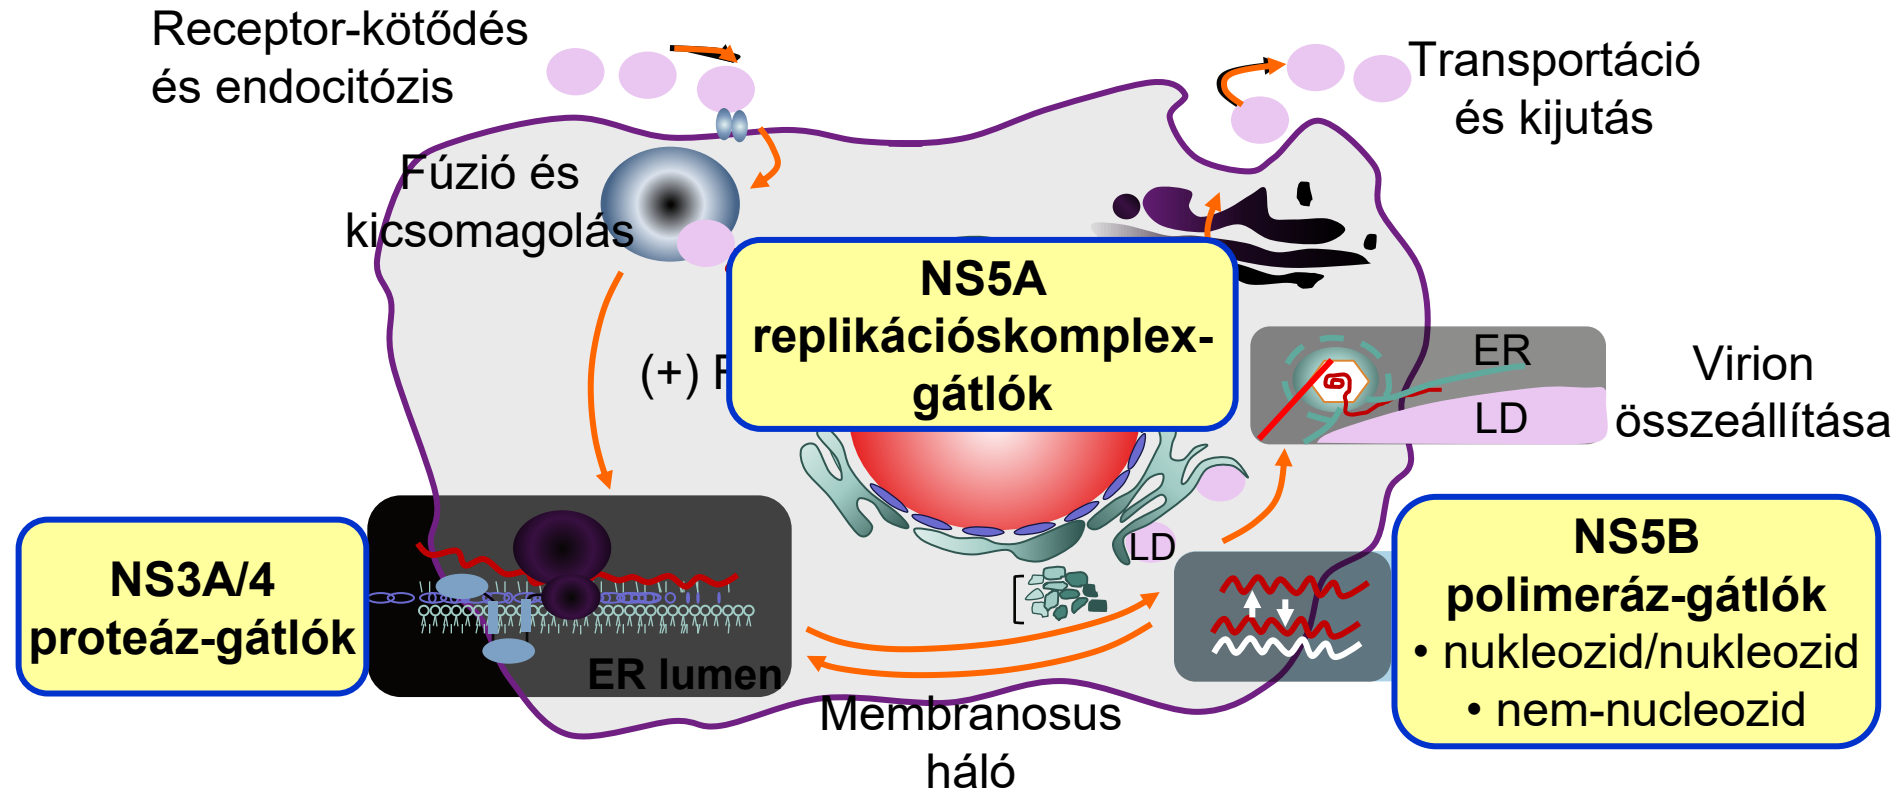 Receptor-kötődés
és endocitózis
Transportáció
és kijutás
Fúzió és
kicsomagolás
NS5A
replikációskomplex-
gátlók
(+)
ER
LD
Virion
összeállítása
LD
NS3A/4
proteáz-gátlók
ER lumen
NS5B
polimeráz-gátlók
• nukleozid/nukleozid
• nem-nucleozid
Membranosus
háló